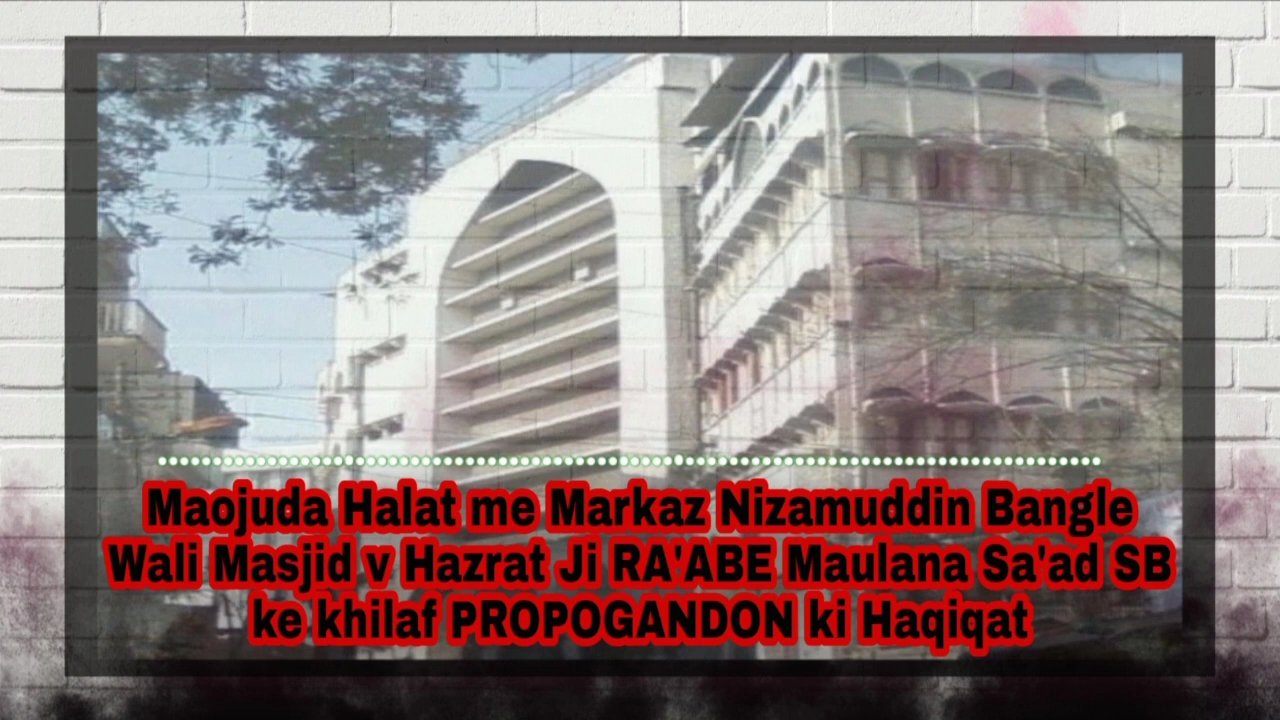 Maojuda Halat me Markaz Nizamuddin Bangle
Wali Masjid v Hazrat Ji RA'ABE Maulana Sa'ad SB
ke khilaf PROPOGANDON ki Haqiqat